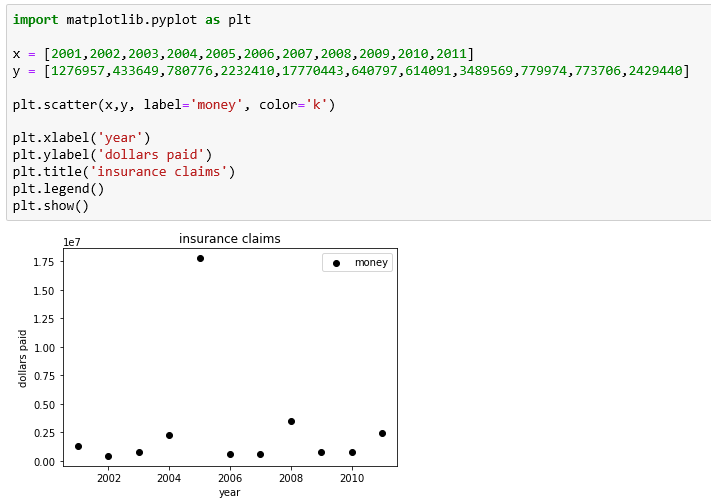 import matplotlib.pyplot as plt
x = [2001,2002,2003,2004,2005,2006,2007,2008,2009,2010,2011]
y = [1276957,433649,780776,2232410,17770443,640797,614091,3489569,779974,773706,2429440]
plt.scatter(x,y, label='money', color='k')
plt.xlabel('year')
plt.ylabel('dollars paid')
plt.title('insurance claims')
plt.legend()
plt.show()
insurance claims
1e7
money
1.75
1.50
1.25
1.00
0.75
0.50
0.25
0.00
dollars paid
2002 2004 2006 2008 2010
year